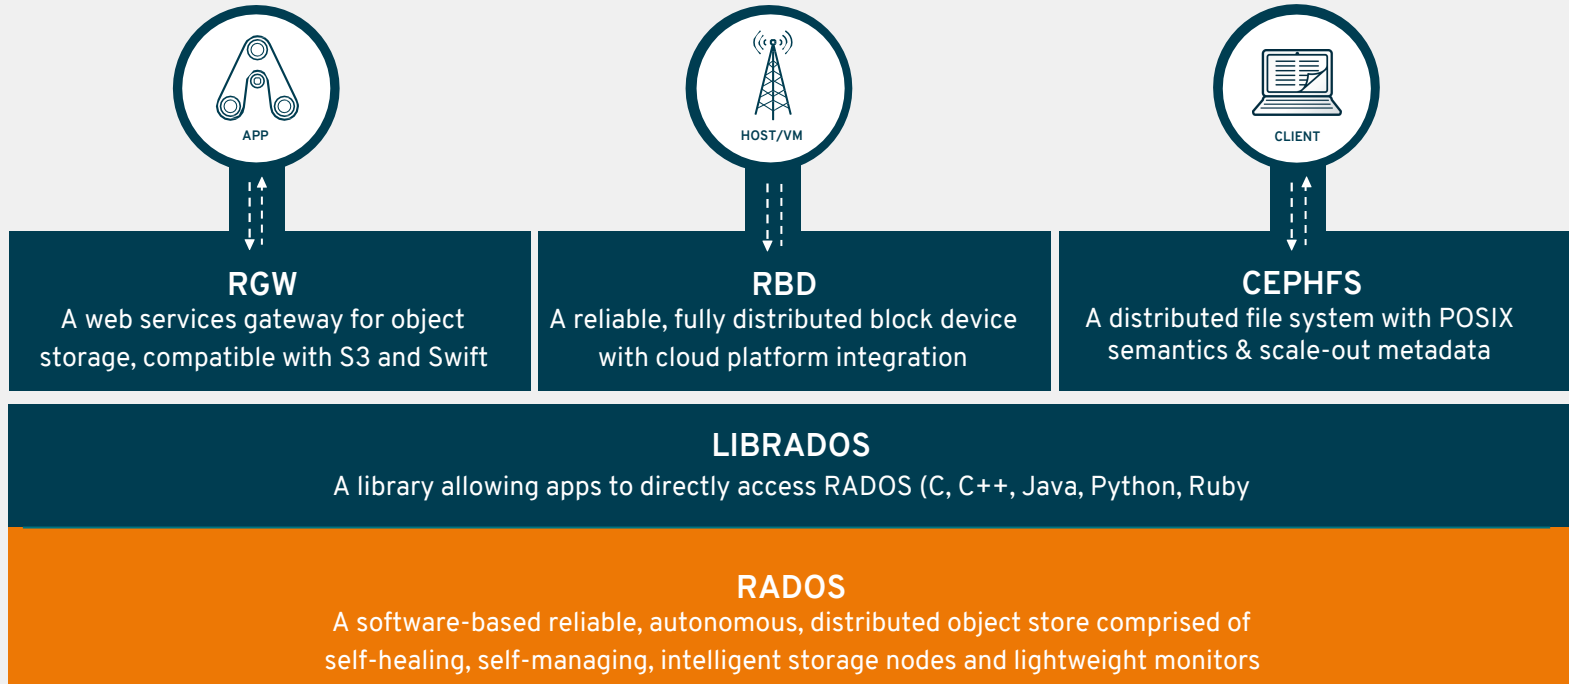 APP
HOST/VM
CLIENT
RGW
A web services gateway for object
storage, compatible with S3 and Swift
RBD
A reliable, fully distributed block device
with cloud platform integration
CEPHFS
A distributed file system with POSIX
semantics & scale-out metadata
LIBRADOS
A library allowing apps to directly access RADOS (C, C++, Java, Python, Ruby
RADOS
A software-based reliable, autonomous, distributed object store comprised of
self-healing, self-managing, intelligent storage nodes and lightweight monitors